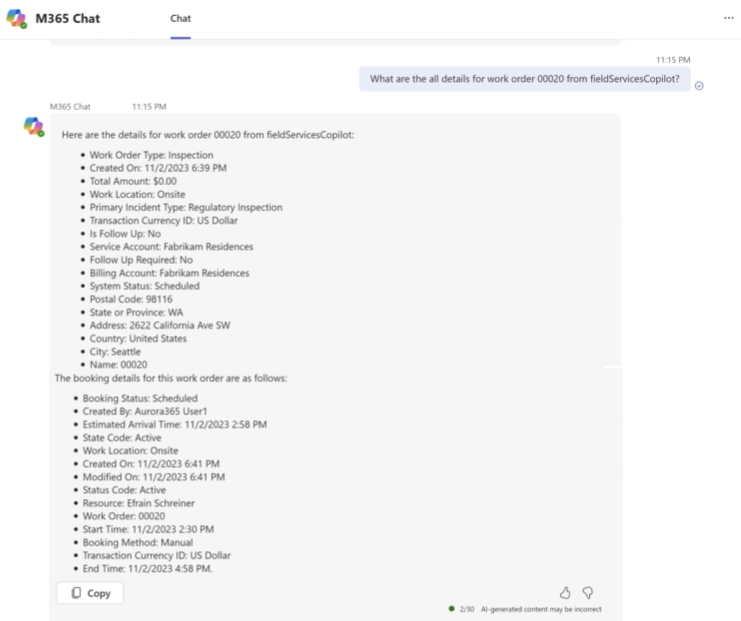 M365 Chat
Chat
...
11:15 PM
What are the all details for work order 00020 from fieldServicesCopilot?
M365 Chat 11:15 PM
Here are the details for work order 00020 from fieldServicesCopilot:
• Work Order Type: Inspection
• Created On: 11/2/2023 6:39 PM
• Total Amount: $0.00
• Work Location: Onsite
• Primary Incident Type: Regulatory Inspection
• Transaction Currency ID: US Dollar
• Is Follow Up: No
• Service Account: Fabrikam Residences
• Follow Up Required: No
• Billing Account: Fabrikam Residences
• System Status: Scheduled
• Postal Code: 98116
• State or Province: WA
• Address: 2622 California Ave SW
• Country: United States
• City: Seattle
• Name: 00020
The booking details for this work order are as follows:
• Booking Status: Scheduled
• Created By: Aurora365 User1
• Estimated Arrival Time: 11/2/2023 2:58 PM
• State Code: Active
• Work Location: Onsite
• Created On: 11/2/2023 6:41 PM
• Modified On: 11/2/2023 6:41 PM
• Status Code: Active
• Resource: Efrain Schreiner
• Work Order: 00020
• Start Time: 11/2/2023 2:30 PM
• Booking Method: Manual
• Transaction Currency ID: US Dollar
• End Time: 11/2/2023 4:58 PM.
Copy
2/30 AI-generated content may be incorrect